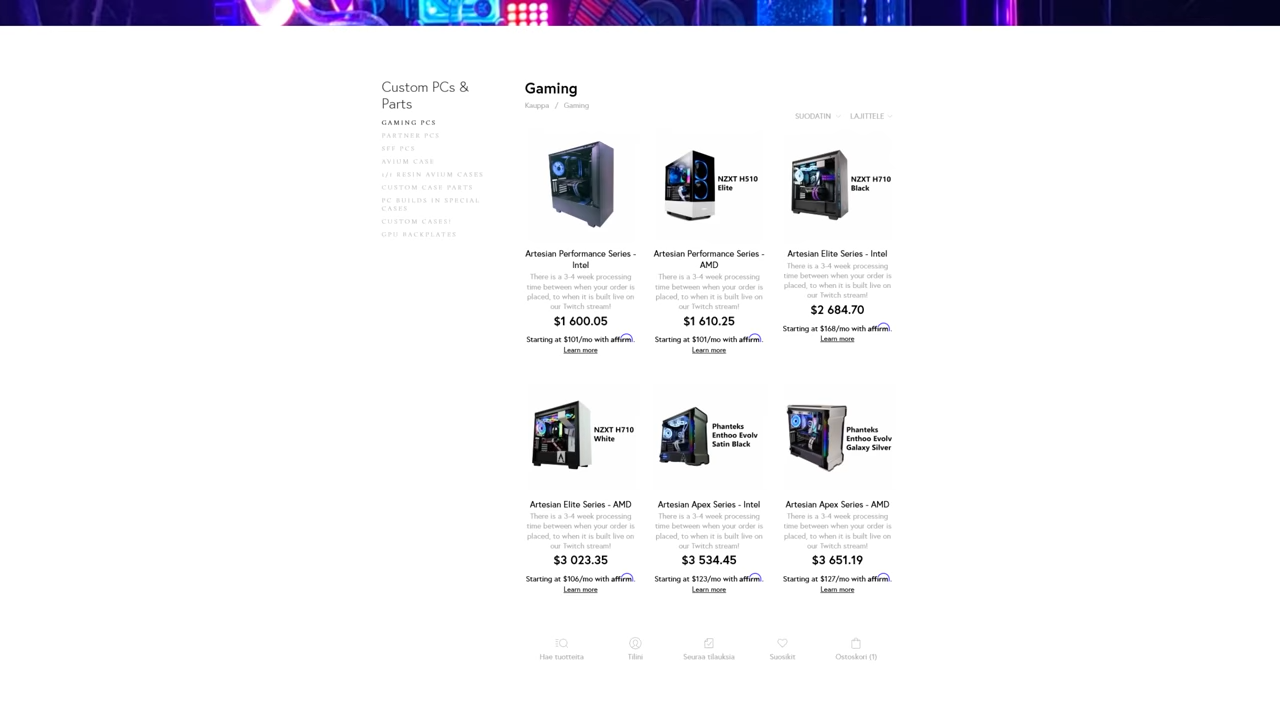 Custom PCs &
Parts
GAMING PCS
PARTNER PCS
SFF PCS
AVIUM CASE
c/r RESIN AVIUM CASES
CUSTOM CASE PARTS
PC BUILDS IN SPECIAL
CASES
CUSTOM CASES!
GPU BACKPLATES
Gaming
Kauppa / Gaming
SUODATIN LAJITTELE
NZXT H510
Elite
NZXT H710
Black
Artesian Performance Series -
Intel
There is a 3-4 week processing
time between when your order is
placed, to when it is built live on
our Twitch stream!
$1 600.05
Starting at $101/mo with affirm.
Learn more
Artesian Performance Series -
AMD
There is a 3-4 week processing
time between when your order is
placed, to when it is built live on
our Twitch stream!
$1 610.25
Starting at $101/mo with affirm.
Learn more
Artesian Elite Series - Intel
There is a 3-4 week processing
time between when your order is
placed, to when it is built live on
our Twitch stream!
$2 684.70
Starting at $168/mo with affirm.
Learn more
NZXT H710
White
Phanteks
Enthoo Evolv
Satin Black
Phanteks
Enthoo Evolv
Galaxy Silver
Artesian Elite Series - AMD
There is a 3-4 week processing
time between when your order is
placed, to when it is built live on
our Twitch stream!
$3 023.35
Starting at $106/mo with affirm.
Learn more
Artesian Apex Series - Intel
There is a 3-4 week processing
time between when your order is
placed, to when it is built live on
our Twitch stream!
$3 534.45
Starting at $123/mo with affirm.
Learn more
Artesian Apex Series - AMD
There is a 3-4 week processing
time between when your order is
placed, to when it is built live on
our Twitch stream!
$3 651.19
Starting at $127/mo with affirm.
Learn more
Hae tuotteita
Tilini
Seuraa tilauksia
Suosikit
Ostoskori (1)